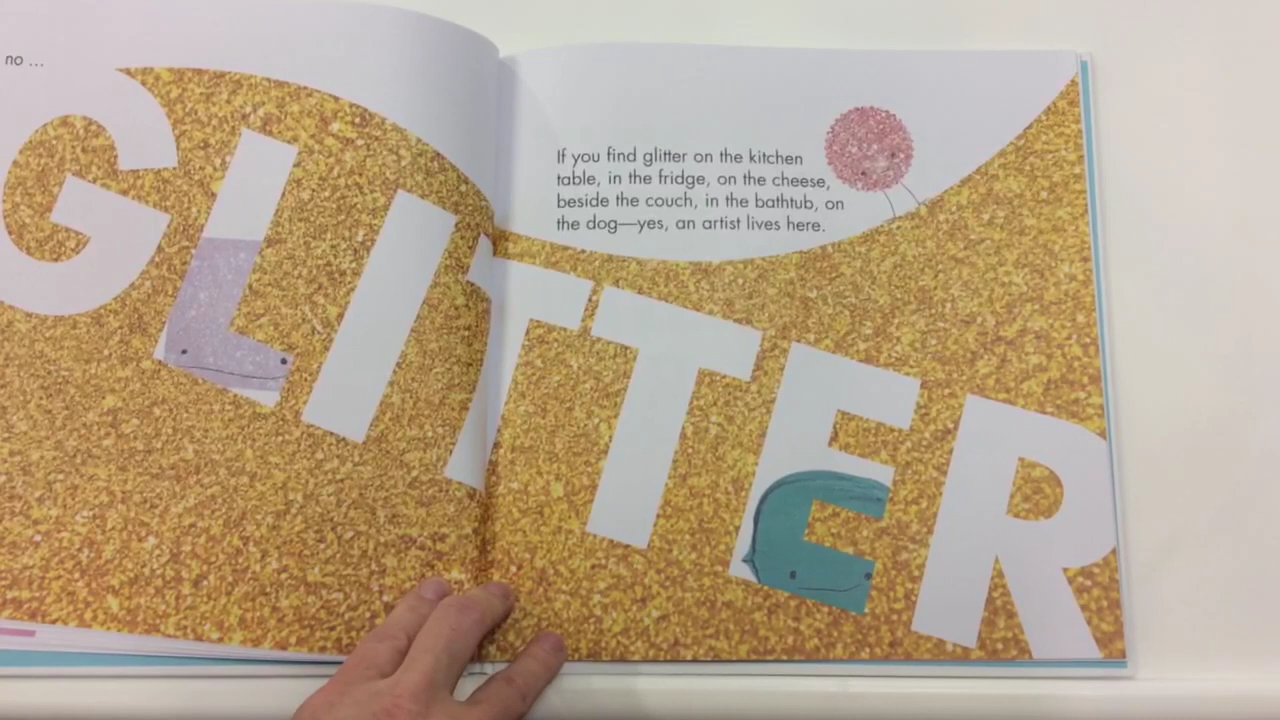 no ...
GLITTER
If you find glitter on the kitchen
table, in the fridge, on the cheese,
beside the couch, in the bathtub, on
the dog—yes, an artist lives here.